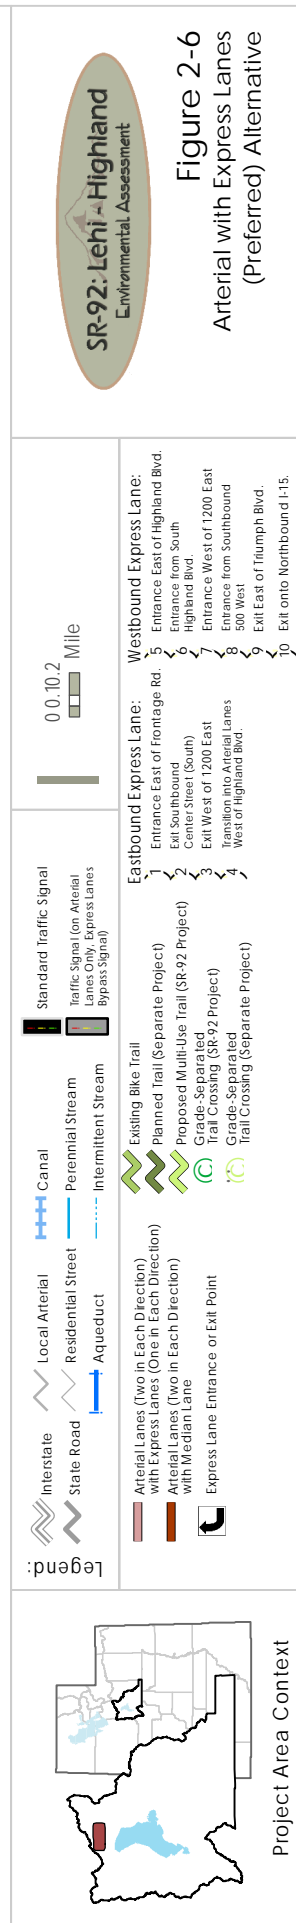 Project Area Context
Legend:
Interstate
State Road
Local Arterial
Residential Street
Aqueduct
Canal
Perennial Stream
Intermittent Stream
Standard Traffic Signal
Traffic Signal (on Arterial
Lanes Only, Express Lanes
Bypass Signal)
0 0.10.2
Mile
Arterial Lanes (Two in Each Direction)
with Express Lanes (One in Each Direction)
Arterial Lanes (Two in Each Direction)
with Median Lane
Express Lane Entrance or Exit Point
Existing Bike Trail
Planned Trail (Separate Project)
Proposed Multi-Use Trail (SR-92 Project)
Grade-Separated
Trail Crossing (SR-92 Project)
Grade-Separated
Trail Crossing (Separate Project)
Eastbound Express Lane:
1 Entrance East of Frontage Rd.
2 Exit Southbound
Center Street (South)
3 Exit West of 1200 East
4 Transition into Arterial Lanes
West of Highland Blvd.
Westbound Express Lane:
5 Entrance East of Highland Blvd.
6 Entrance from South
Highland Blvd.
7 Entrance West of 1200 East
8 Entrance from Southbound
500 West
9 Exit East of Triumph Blvd.
10 Exit onto Northbound I-15.
SR-92: Lehi - Highland
Environmental Assessment
Figure 2-6
Arterial with Express Lanes
(Preferred) Alternative